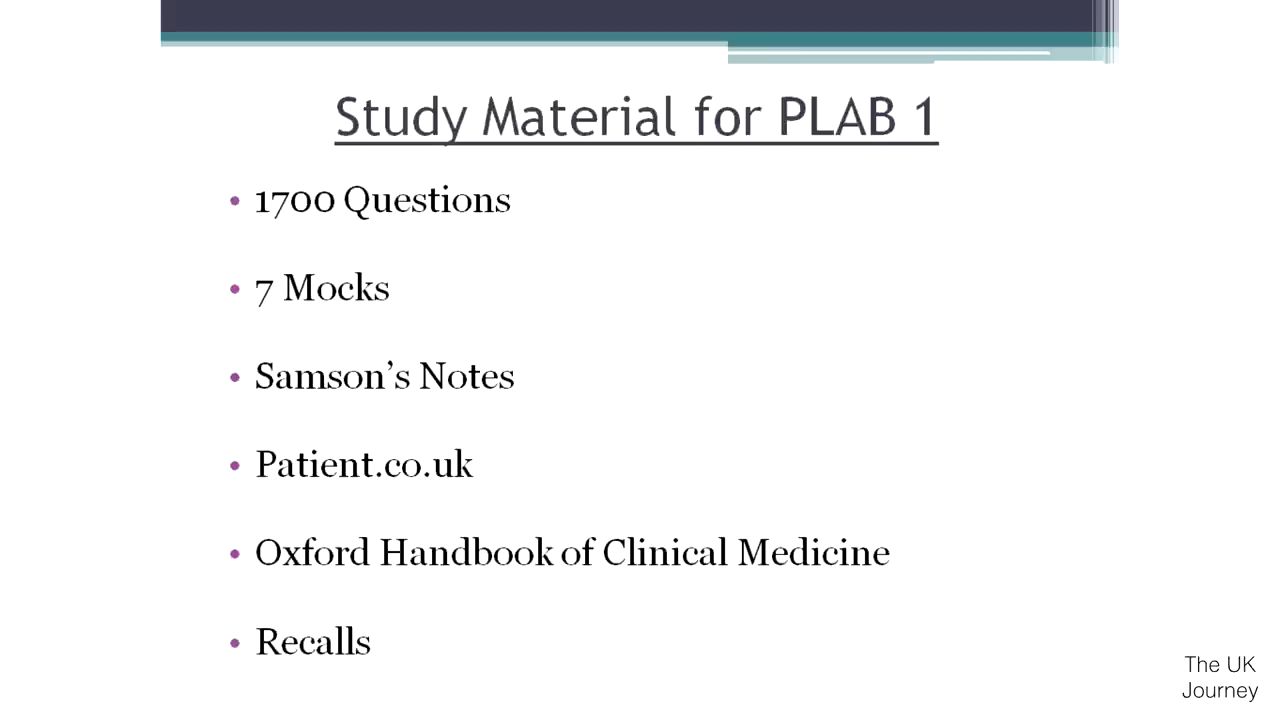 Study Material for PLAB 1
• 1700 Questions
• 7 Mocks
• Samson’s Notes
• Patient.co.uk
• Oxford Handbook of Clinical Medicine
• Recalls
The UK
Journey